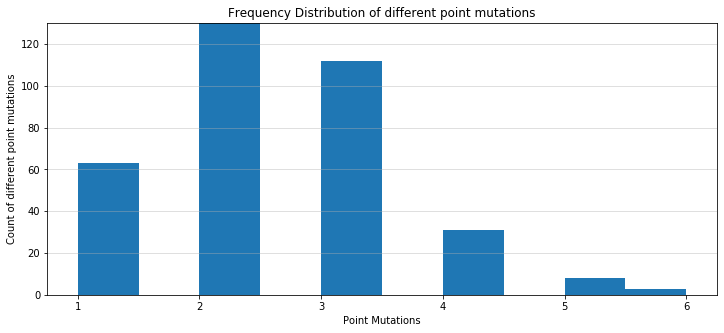 Frequency Distribution of different point mutations
Count of different point mutations
120
100
80
60
40
20
0
1 2 3 4 5 6
Point Mutations